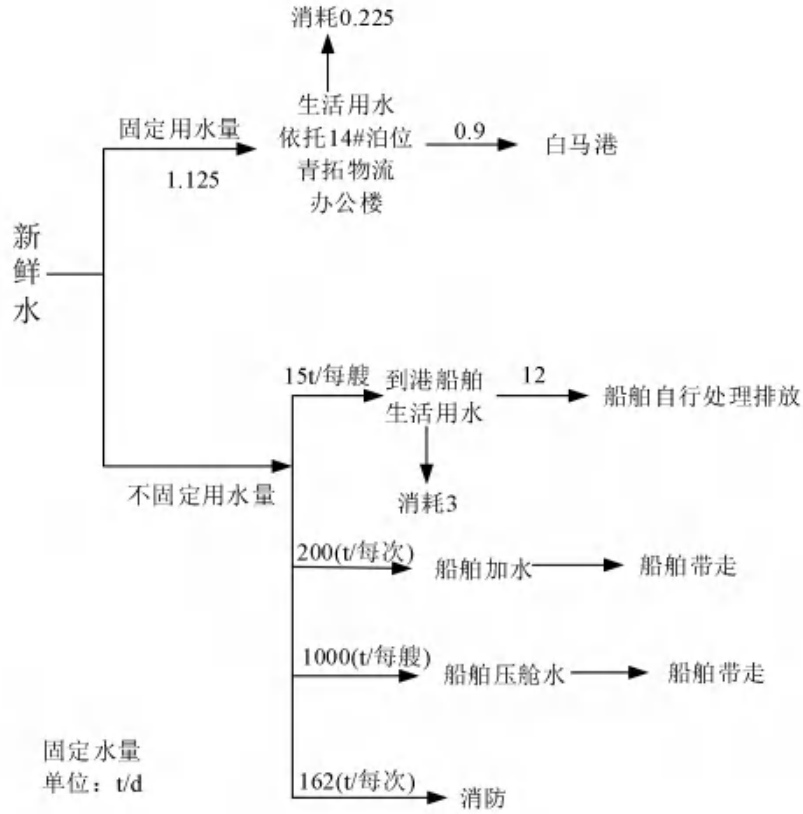 消耗0.225
固定用水量
1.125
生活用水
依托14#泊位
青拓物流
办公楼
0.9
白马港
新
鲜
水
不固定用水量
15t/每艘
到港船舶
生活用水
12
船舶自行处理排放
消耗3
200(t/每次)
船舶加水
船舶带走
1000(t/每艘)
船舶压舱水
船舶带走
162(t/每次)
消防
固定水量
单位：t/d